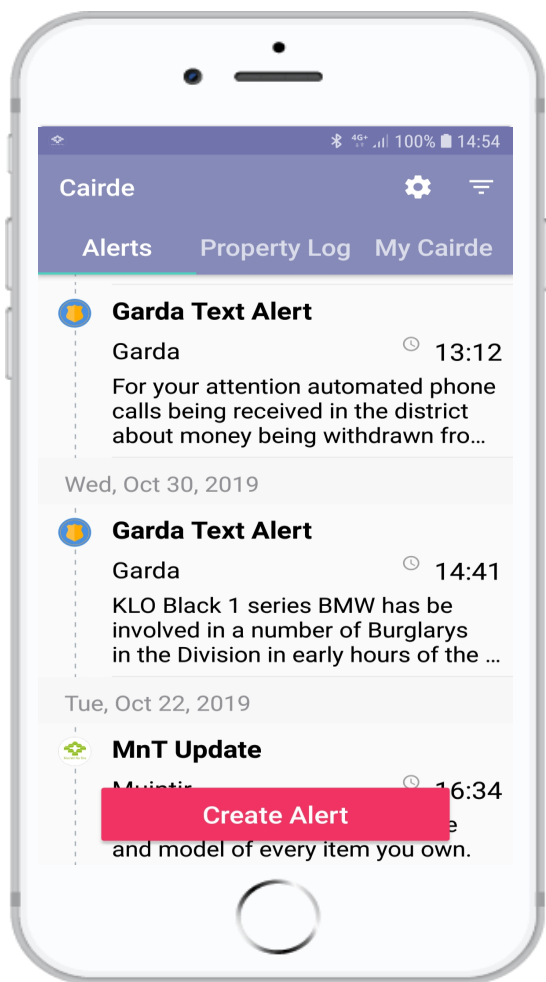 4G+ 100% 14:54
Cairde
Alerts Property Log My Cairde
Garda Text Alert
Garda 13:12
For your attention automated phone
calls being received in the district
about money being withdrawn fro...
Wed, Oct 30, 2019
Garda Text Alert
Garda 14:41
KLO Black 1 series BMW has be
involved in a number of Burglarys
in the Division in early hours of the ...
Tue, Oct 22, 2019
MnT Update
16:34
Create Alert
and model of every item you own.